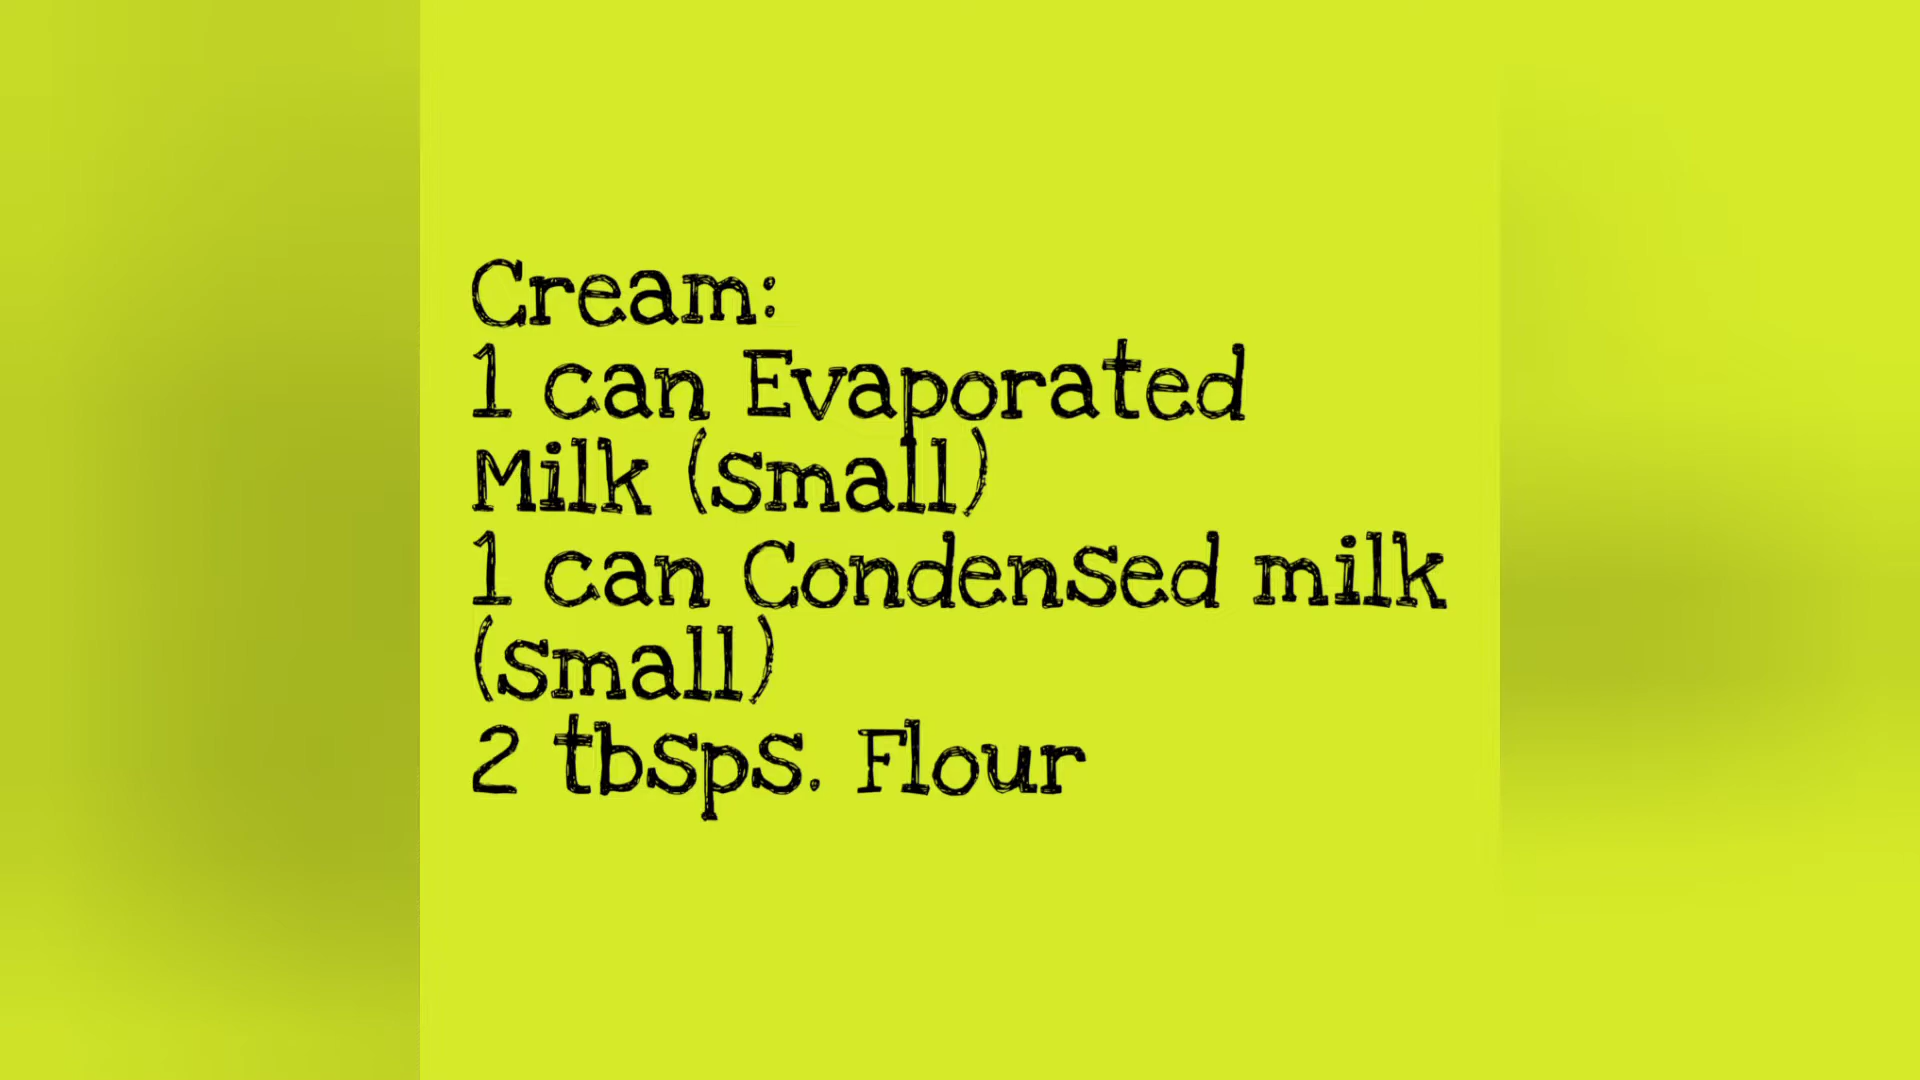 Cream:
1 can Evaporated
Milk (small)
1 can Condensed milk
(small)
2 tbsps. Flour